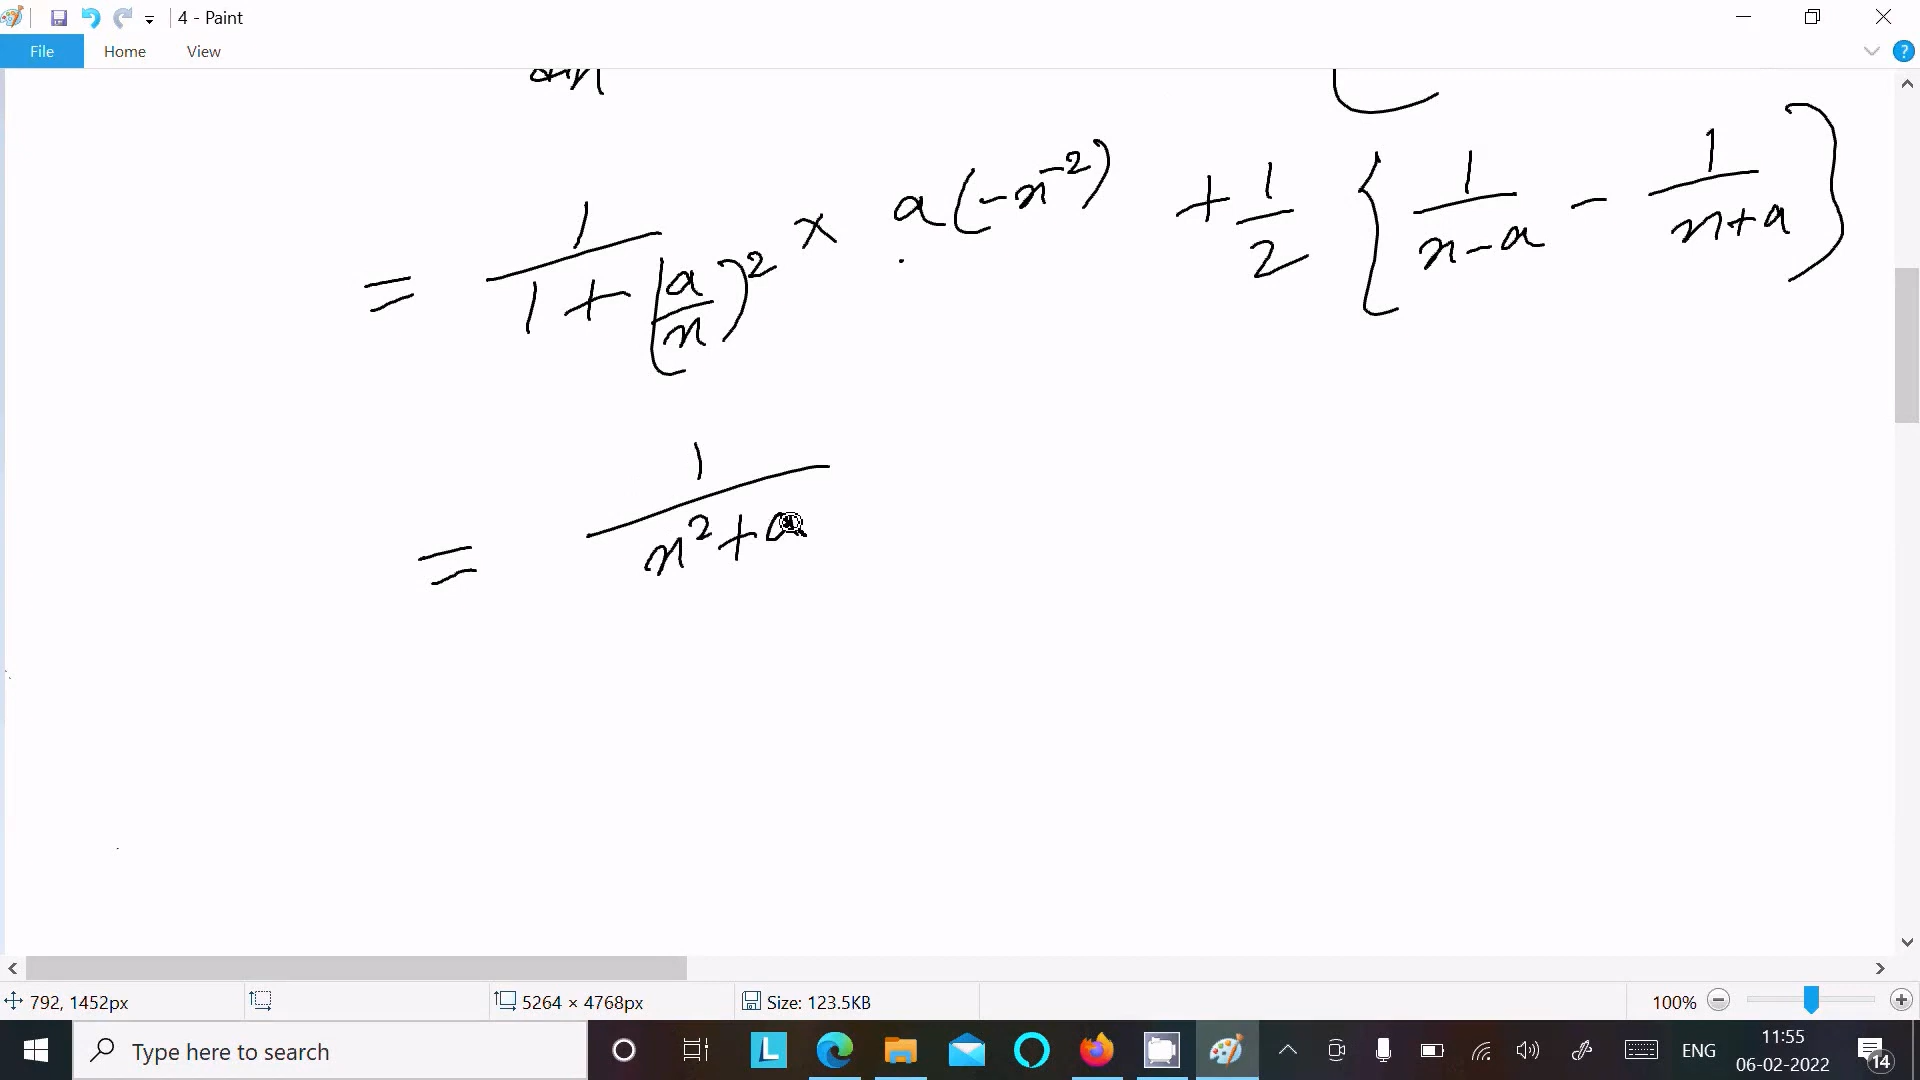 4 - Paint
File Home View
= 1/(1 + (a/x)²) × a(-x⁻²) + 1/2 { 1/(x-a) - 1/(x+a) }
= 1/(x² + a
792, 1452px 5264 × 4768px Size: 123.5KB 100%
Type here to search L ENG 11:55
06-02-2022 14